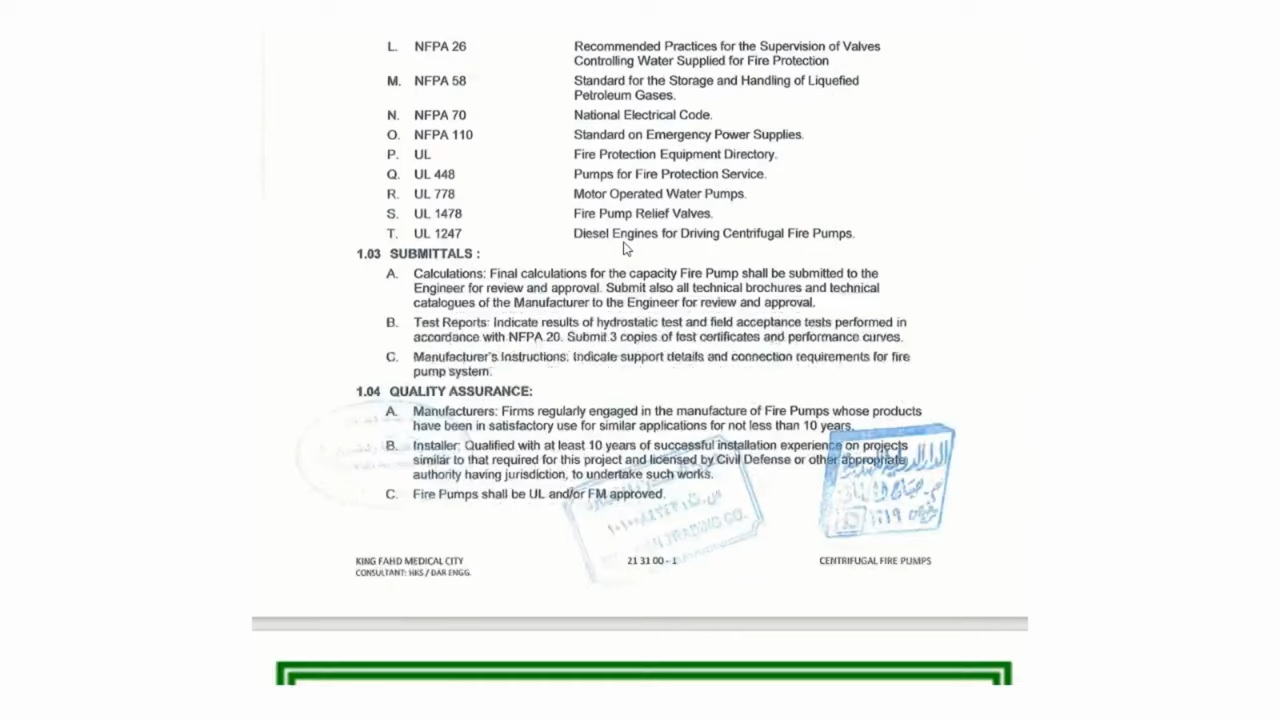 L. NFPA 26 Recommended Practices for the Supervision of Valves
Controlling Water Supplied for Fire Protection
M. NFPA 58 Standard for the Storage and Handling of Liquefied
Petroleum Gases.
N. NFPA 70 National Electrical Code.
O. NFPA 110 Standard on Emergency Power Supplies.
P. UL Fire Protection Equipment Directory.
Q. UL 448 Pumps for Fire Protection Service.
R. UL 778 Motor Operated Water Pumps.
S. UL 1478 Fire Pump Relief Valves.
T. UL 1247 Diesel Engines for Driving Centrifugal Fire Pumps.
1.03 SUBMITTALS :
A. Calculations: Final calculations for the capacity Fire Pump shall be submitted to the
Engineer for review and approval. Submit also all technical brochures and technical
catalogues of the Manufacturer to the Engineer for review and approval.
B. Test Reports: Indicate results of hydrostatic test and field acceptance tests performed in
accordance with NFPA 20. Submit 3 copies of test certificates and performance curves.
C. Manufacturer's Instructions: Indicate support details and connection requirements for fire
pump system.
1.04 QUALITY ASSURANCE:
A. Manufacturers: Firms regularly engaged in the manufacture of Fire Pumps whose products
have been in satisfactory use for similar applications for not less than 10 years.
B. Installer: Qualified with at least 10 years of successful installation experience on projects
similar to that required for this project and licensed by Civil Defense or other appropriate
authority having jurisdiction, to undertake such works.
C. Fire Pumps shall be UL and/or FM approved.
TRADING CO.
KING FAHD MEDICAL CITY 21 31 00 - 1 CENTRIFUGAL FIRE PUMPS
CONSULTANT: HKS / DAR ENGG.